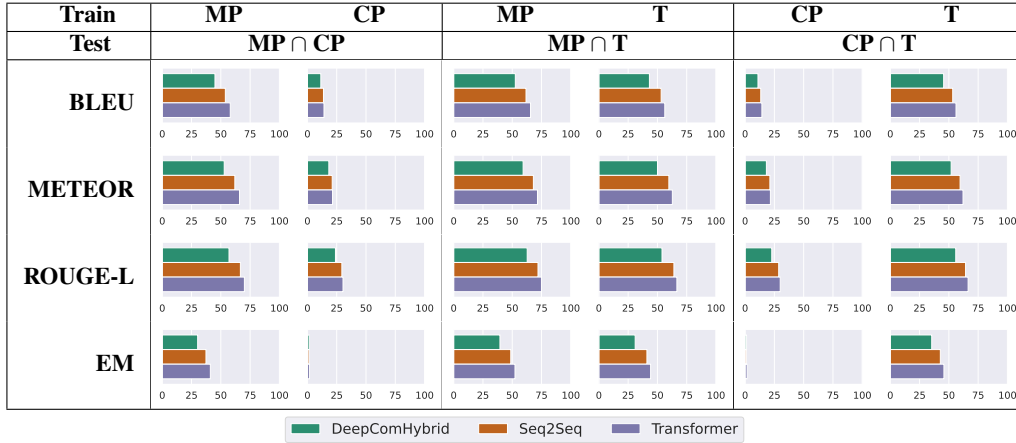 Train MP CP MP T CP T
Test MP ∩ CP MP ∩ T CP ∩ T
BLEU
0 25 50 75 100 0 25 50 75 100 0 25 50 75 100 0 25 50 75 100 0 25 50 75 100 0 25 50 75 100
METEOR
0 25 50 75 100 0 25 50 75 100 0 25 50 75 100 0 25 50 75 100 0 25 50 75 100 0 25 50 75 100
ROUGE-L
0 25 50 75 100 0 25 50 75 100 0 25 50 75 100 0 25 50 75 100 0 25 50 75 100 0 25 50 75 100
EM
0 25 50 75 100 0 25 50 75 100 0 25 50 75 100 0 25 50 75 100 0 25 50 75 100 0 25 50 75 100
DeepComHybrid Seq2Seq Transformer